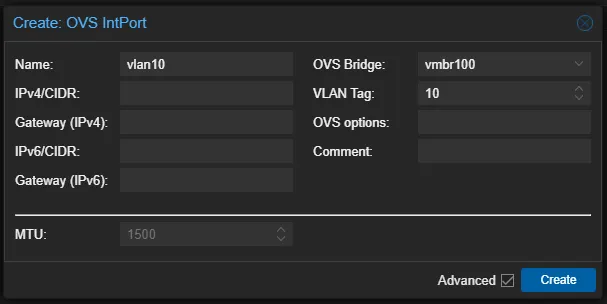 Create: OVS IntPort
Name: vlan10 OVS Bridge: vmbr100
IPv4/CIDR: VLAN Tag: 10
Gateway (IPv4): OVS options:
IPv6/CIDR: Comment:
Gateway (IPv6):
MTU: 1500
Advanced Create